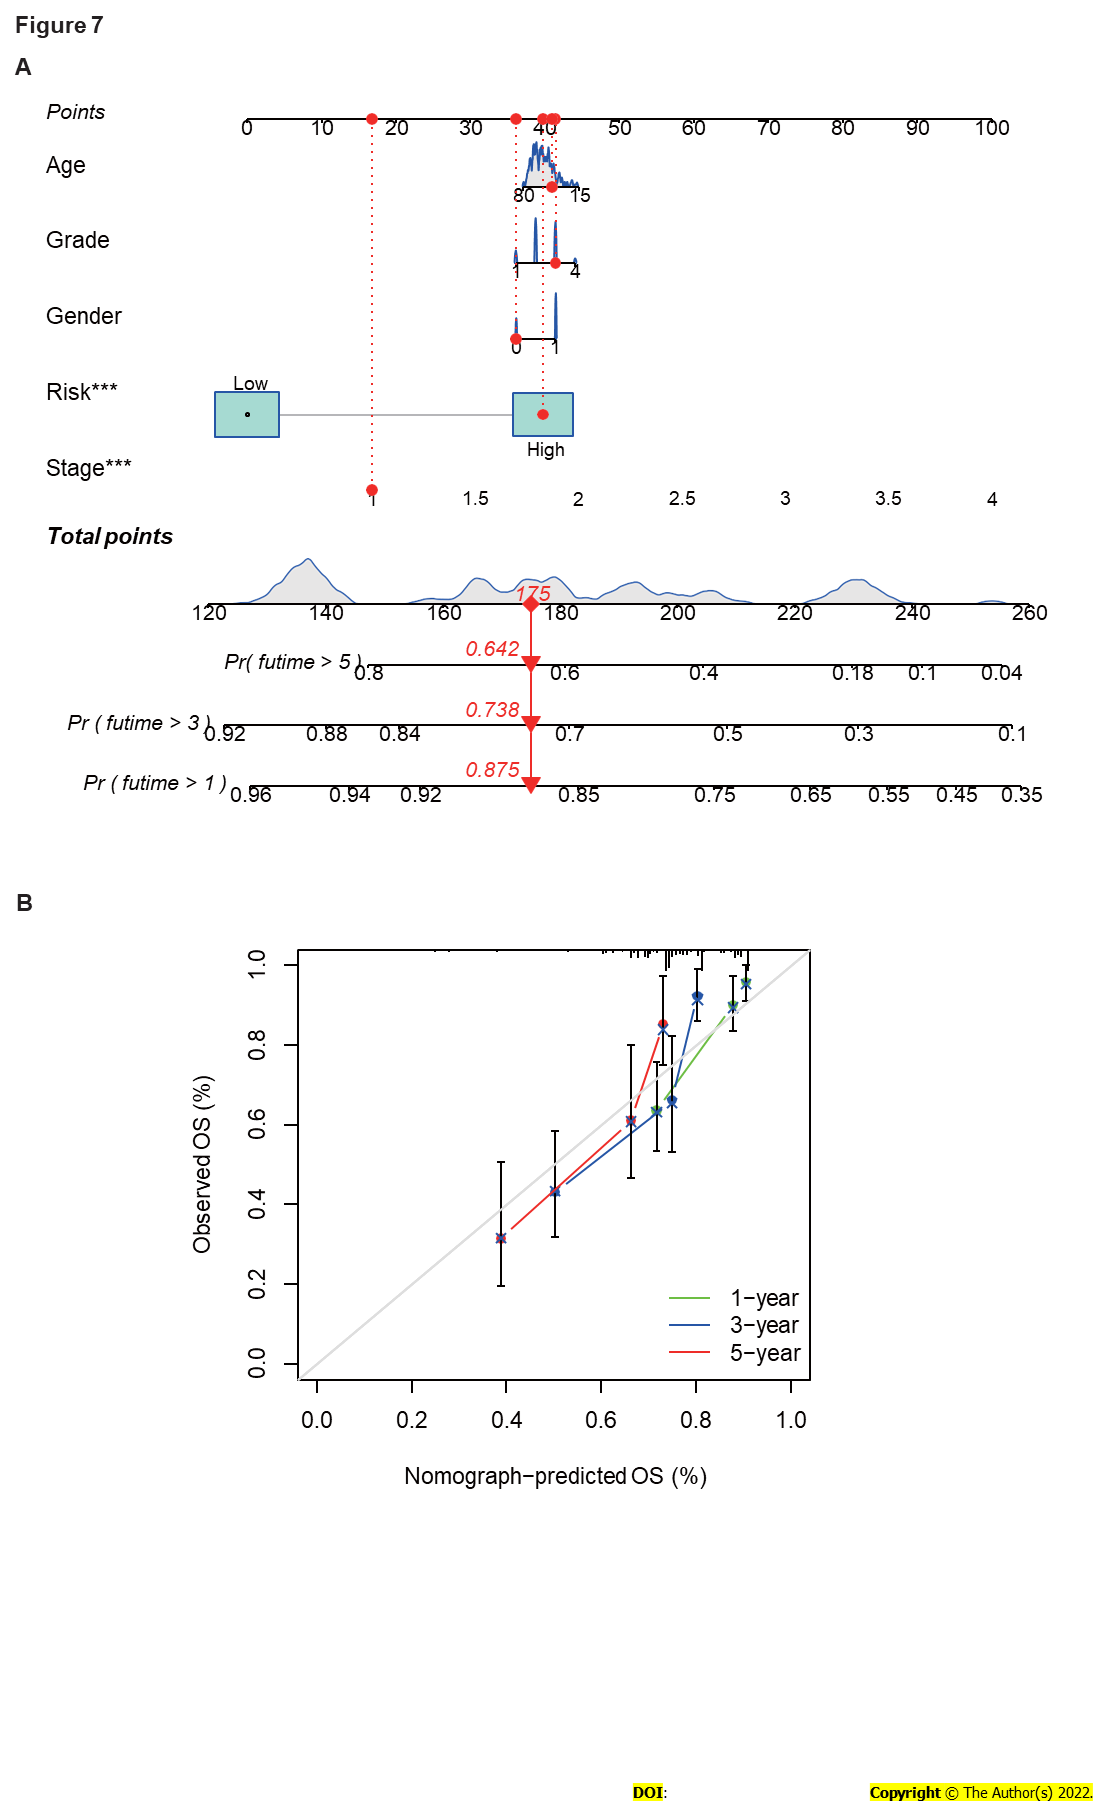 Figure 7
A
Points
0 10 20 30 40 50 60 70 80 90 100
Age
80 15
Grade
1 4
Gender
0 1
Risk***
Low
High
Stage***
1 1.5 2 2.5 3 3.5 4
Total points
175
120 140 160 180 200 220 240 260
0.642
Pr( futime > 5 )
0.8 0.6 0.4 0.18 0.1 0.04
0.738
Pr ( futime > 3 )
0.92 0.88 0.84 0.7 0.5 0.3 0.1
0.875
Pr ( futime > 1 )
0.96 0.94 0.92 0.85 0.75 0.65 0.55 0.45 0.35
B
Observed OS (%)
1.0
0.8
0.6
0.4
0.2
0.0
1-year
3-year
5-year
0.0 0.2 0.4 0.6 0.8 1.0
Nomograph-predicted OS (%)
DOI: Copyright © The Author(s) 2022.